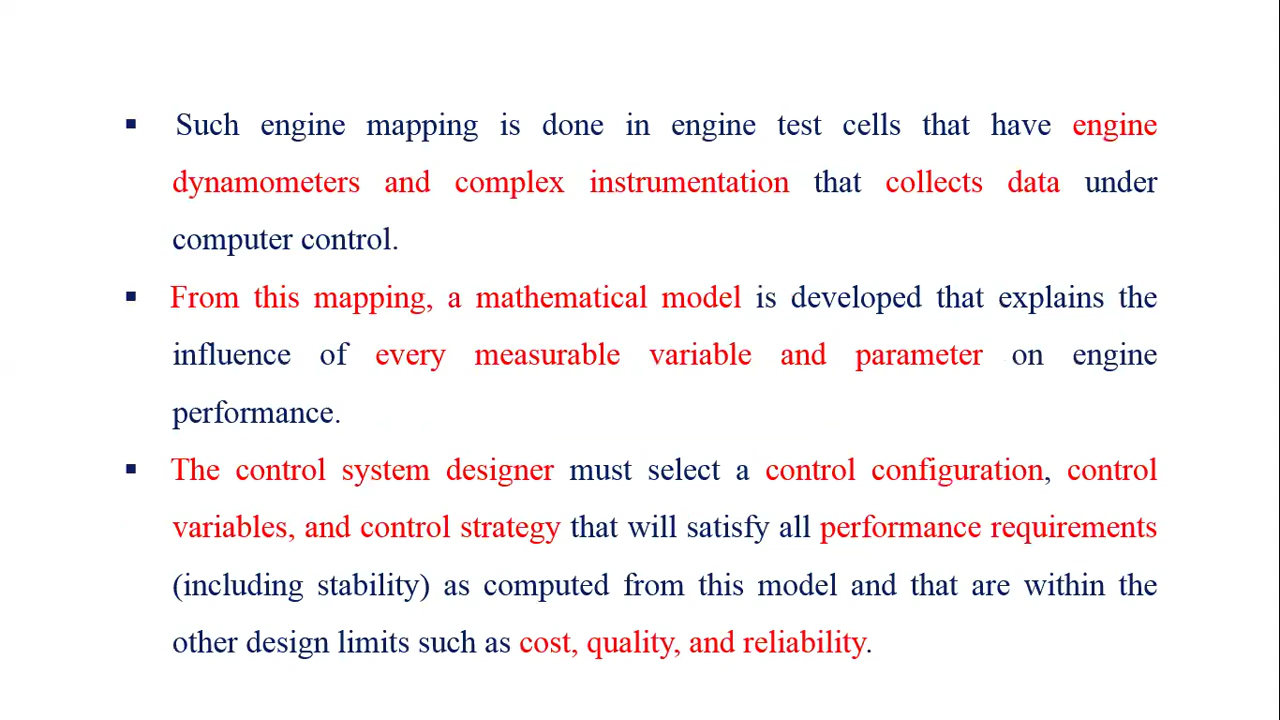 ▪ Such engine mapping is done in engine test cells that have engine
dynamometers and complex instrumentation that collects data under
computer control.
▪ From this mapping, a mathematical model is developed that explains the
influence of every measurable variable and parameter on engine
performance.
▪ The control system designer must select a control configuration, control
variables, and control strategy that will satisfy all performance requirements
(including stability) as computed from this model and that are within the
other design limits such as cost, quality, and reliability.